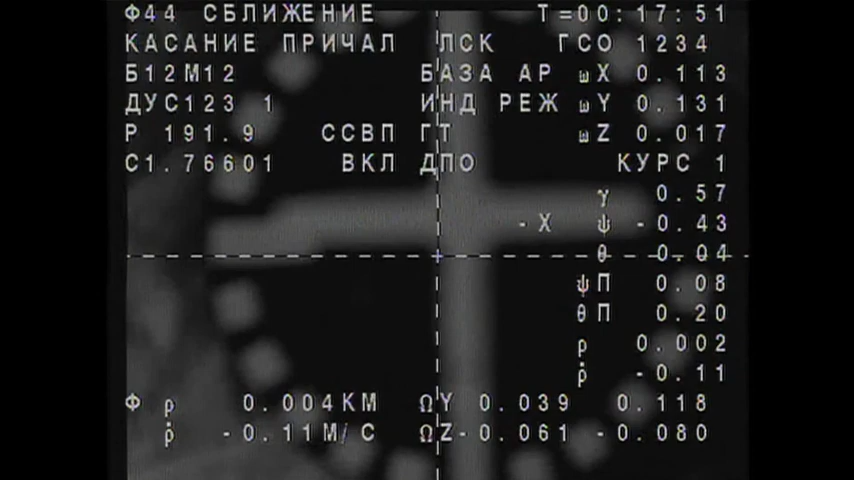 Ф44 СБЛИЖЕНИЕ T=00:17:51
КАСАНИЕ ПРИЧАЛ ЛСК ГСО 1234
Б12М12 БАЗА АР ωX 0.113
ДУС123 1 ИНД РЕЖ ωY 0.131
Р 191.9 ССВП ГТ ωZ 0.017
С1.76601 ВКЛ ДПО КУРС 1
γ 0.57
-X ψ -0.43
θ 0.04
ψП 0.08
θП 0.20
ρ 0.002
ρ̇ -0.11
Ф ρ 0.004КМ ΩY 0.039 0.118
ρ̇ -0.11М/С ΩZ-0.061 -0.080